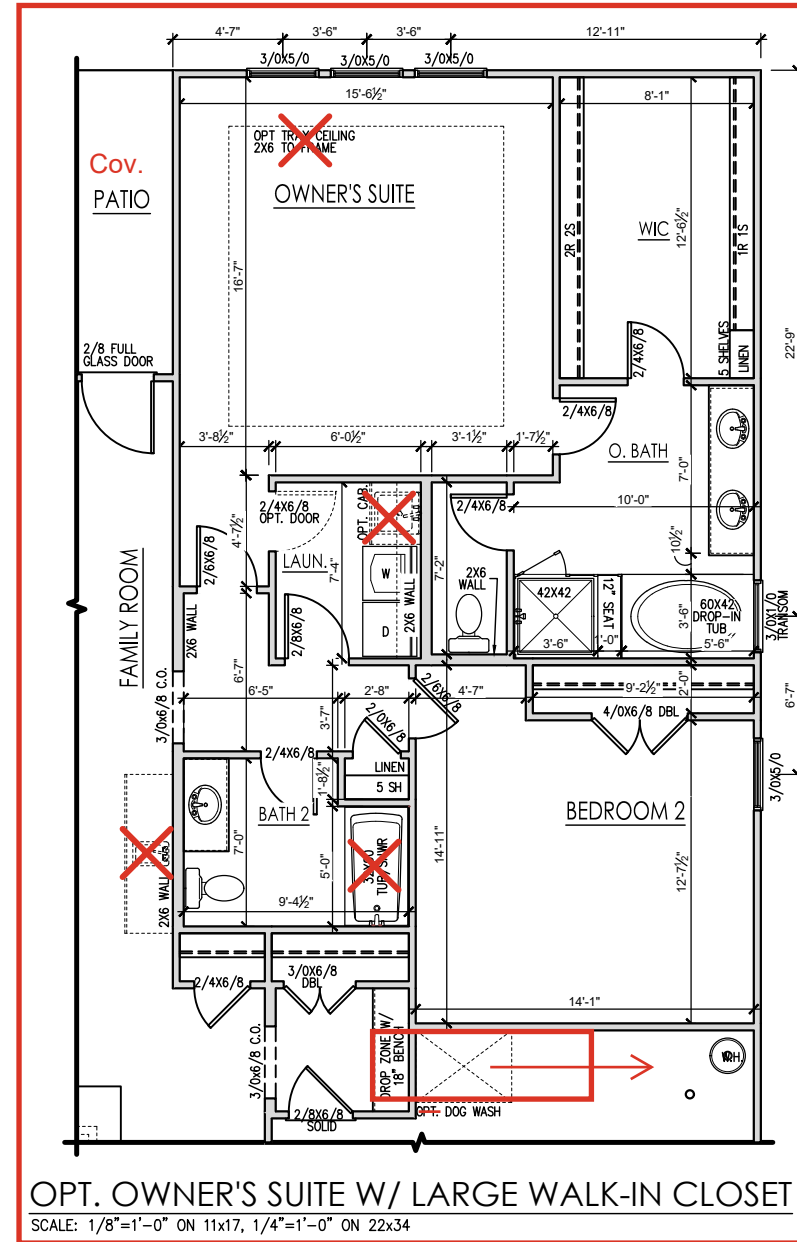 4'-7"
3'-6"
3'-6"
12'-11"
3/0X5/0
3/0X5/0
3/0X5/0
15'-6½"
8'-1"
OPT TRAY CEILING
2X6 TO FRAME
Cov.
PATIO
OWNER'S SUITE
WIC
2R 2S
12'-6½"
1R 1S
16'-7"
22'-9"
2/8 FULL
GLASS DOOR
2/4X6/8
5 SHELVES
LINEN
2/4X6/8
3'-8½"
6'-0½"
3'-1½"
1'-7½"
O. BATH
7'-0"
10'-0"
2/4X6/8
OPT. DOOR
OPT. CAB.
2/4X6/8
4'-7½"
2/6X6/8
LAUN.
7'-4"
W
D
2X6 WALL
7'-2"
2X6
WALL
10½"
42X42
12" SEAT
60X42
DROP-IN
TUB
3'-6"
3'-6"
1'-0"
5'-6"
3/0X1/0
TRANSOM
FAMILY ROOM
2X6 WALL
2/8X6/8
6'-7"
3/0x6/8 C.O.
6'-5"
2'-8"
2/6X6/8
4'-7"
9'-2½"
2'-0"
6'-7"
3'-7"
2/0X6/8
4/0X6/8 DBL
2/4X6/8
LINEN
5 SH
1'-8½"
3/0X5/0
BATH 2
BEDROOM 2
7'-0"
5'-0"
TUB/SHWR
14'-11"
12'-7½"
2X6 WALL
9'-4½"
2/4X6/8
3/0X6/8
DBL
14'-1"
3/0x6/8 C.O.
DROP ZONE W/
18" BENCH
W.H.
2/8X6/8
SOLID
OPT. DOG WASH
OPT. OWNER'S SUITE W/ LARGE WALK-IN CLOSET
SCALE: 1/8"=1'-0" ON 11x17, 1/4"=1'-0" ON 22x34